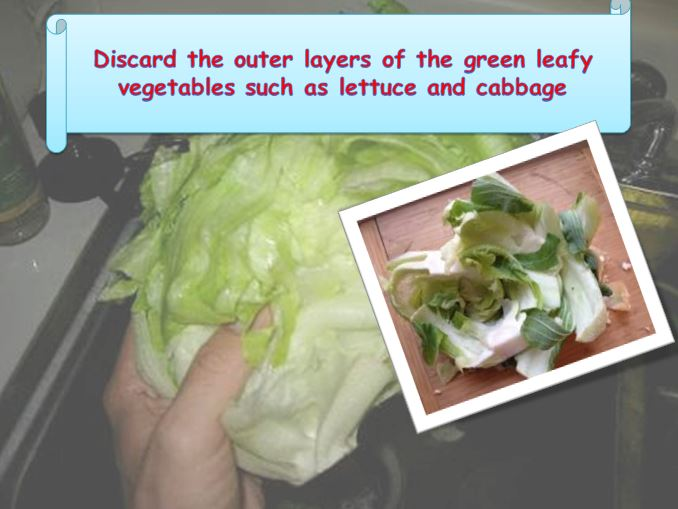 Discard the outer layers of the green leafy
vegetables such as lettuce and cabbage